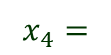 x₄ =